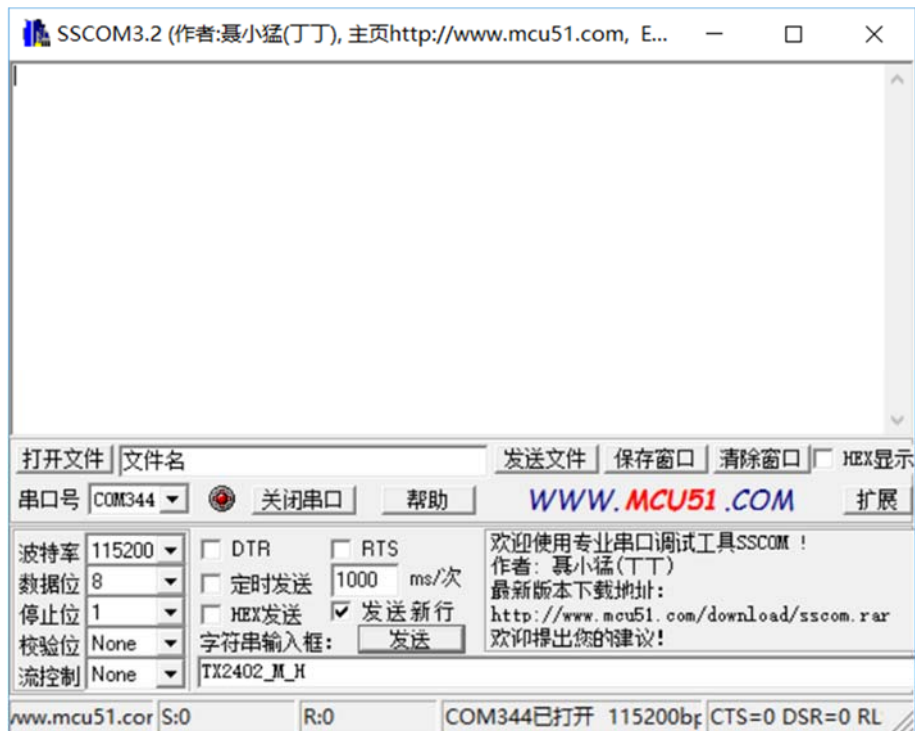 SSCOM3.2 (作者:聂小猛(丁丁), 主页http://www.mcu51.com, E...
打开文件 文件名 发送文件 保存窗口 清除窗口 HEX显示
串口号 COM344 关闭串口 帮助 WWW.MCU51.COM 扩展
波特率 115200 DTR RTS
数据位 8 定时发送 1000 ms/次
停止位 1 HEX发送 发送新行
校验位 None 字符串输入框: 发送
流控制 None TX2402_M_H
欢迎使用专业串口调试工具SSCOM !
作者: 聂小猛(丁丁)
最新版本下载地址:
http://www.mcu51.com/download/sscom.rar
欢迎提出您的建议!
www.mcu51.cor S:0 R:0 COM344已打开 115200bp CTS=0 DSR=0 RL